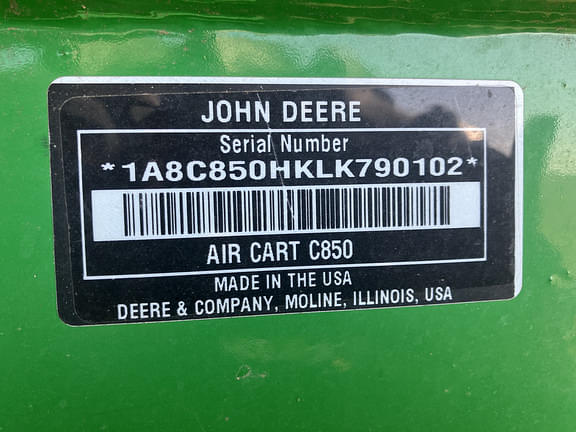 JOHN DEERE
Serial Number
*1A8C850HKLK790102*
AIR CART C850
MADE IN THE USA
DEERE & COMPANY, MOLINE, ILLINOIS, USA